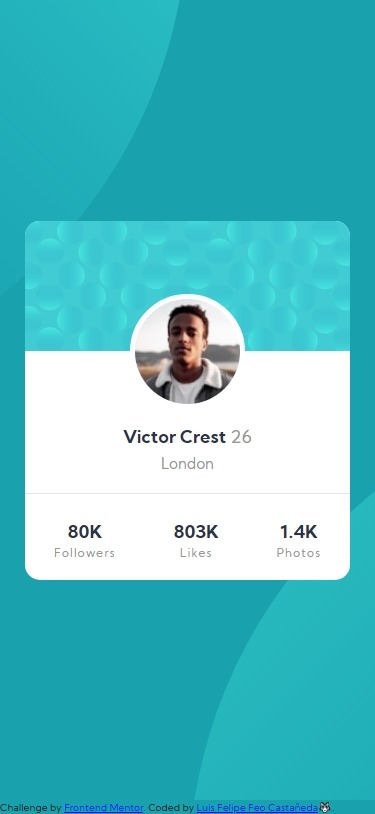 Victor Crest 26
London
80K 803K 1.4K
Followers Likes Photos
Challenge by Frontend Mentor. Coded by Luis Felipe Feo Castañeda🐺.